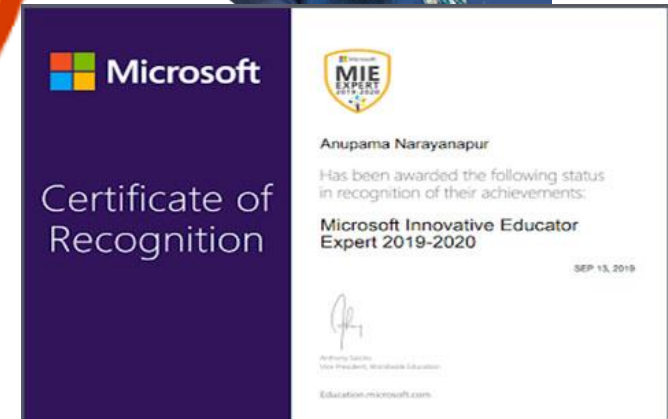 Microsoft
Certificate of
Recognition
Microsoft
MIE
EXPERT
2019-2020
Anupama Narayanapur
Has been awarded the following status
in recognition of their achievements:
Microsoft Innovative Educator
Expert 2019-2020
SEP 13, 2019
Anthony Salcito
Vice President, Worldwide Education
Education.microsoft.com